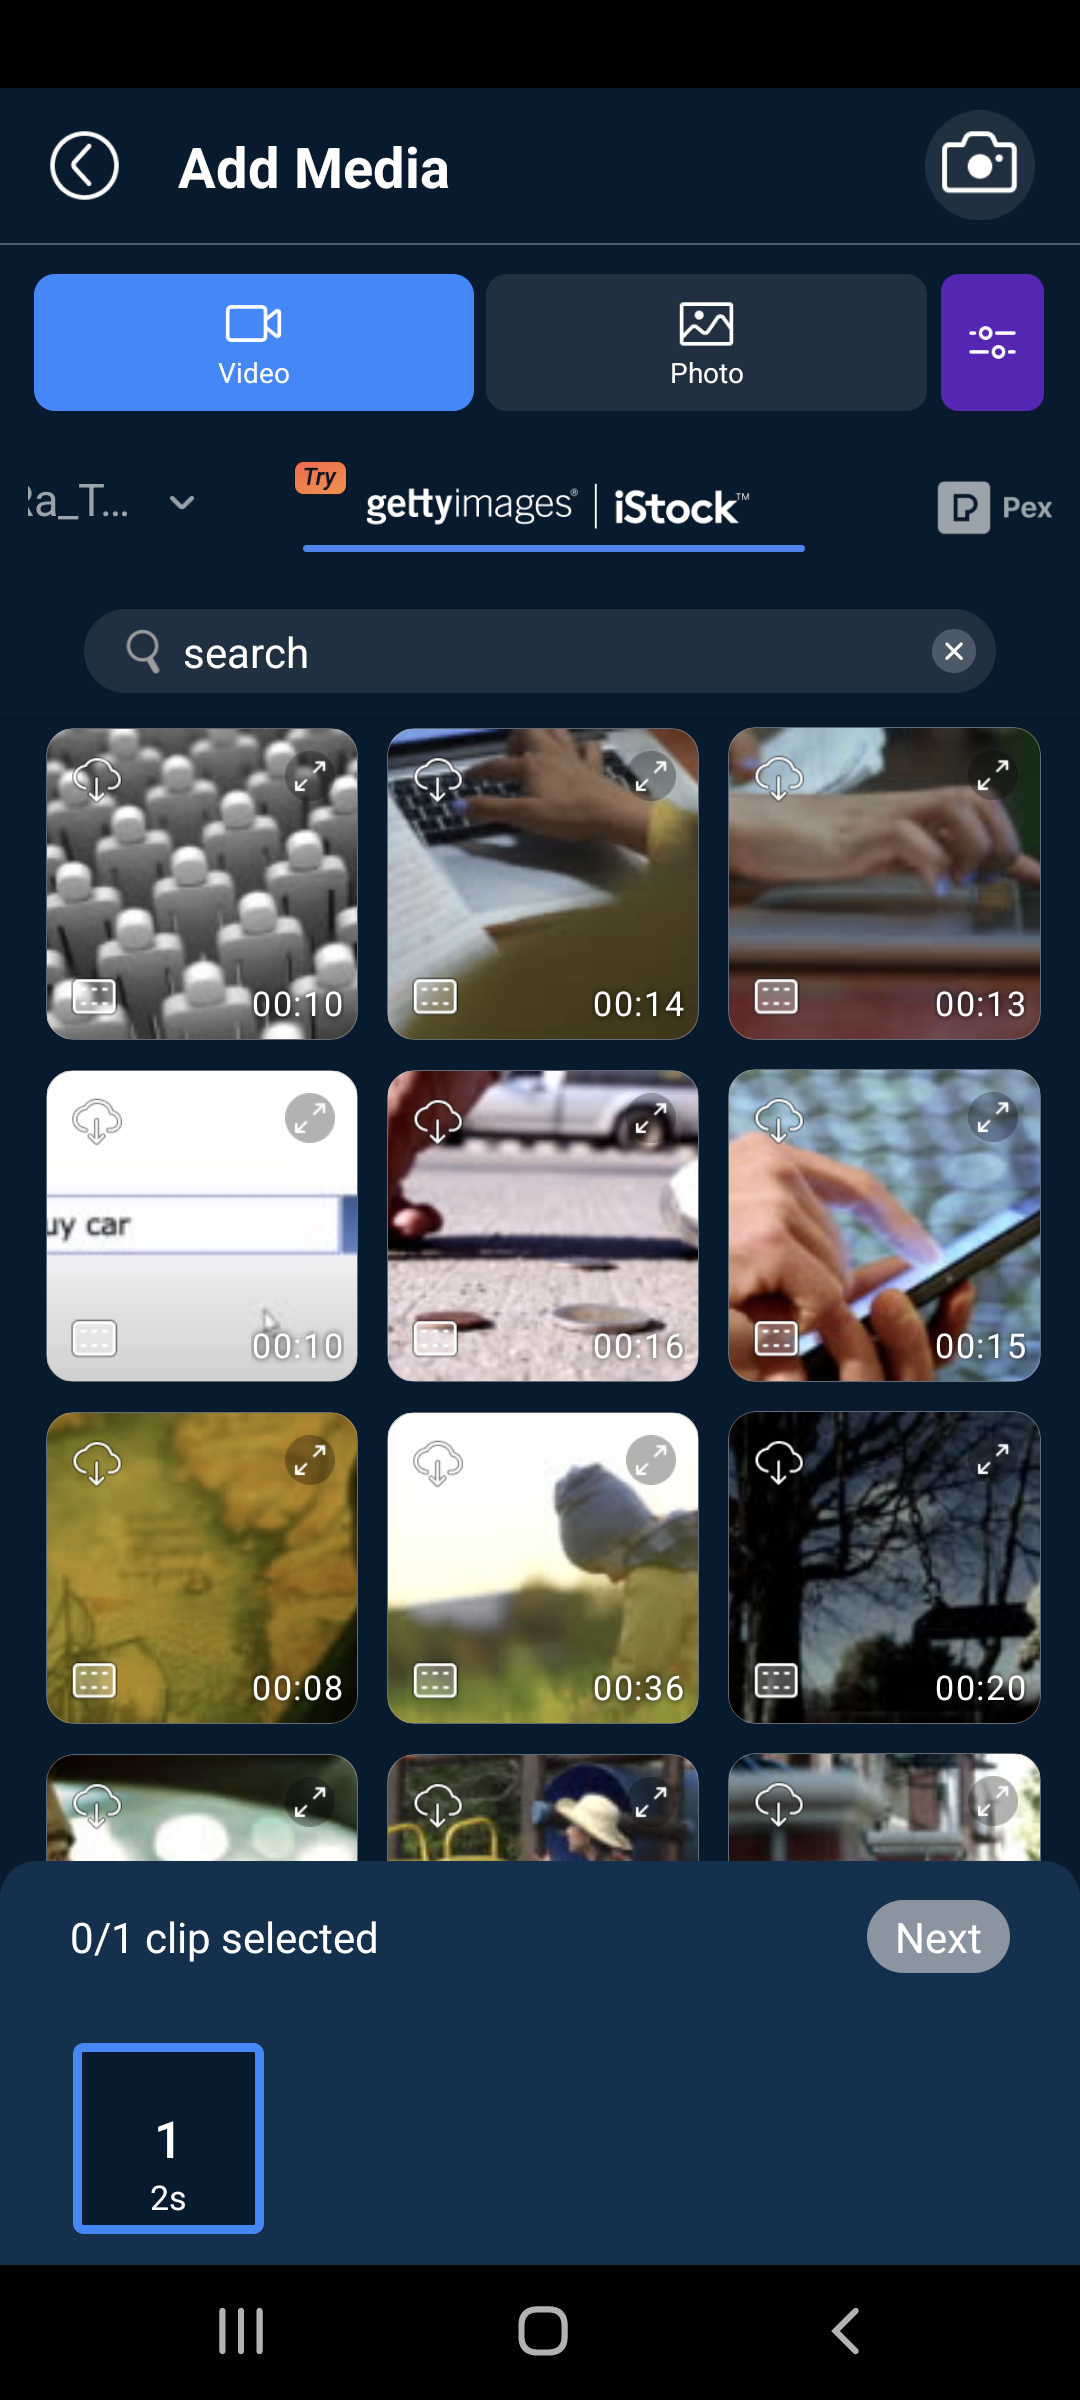 Add Media
Video
Photo
Ra_T...
Try
gettyimages®
iStock™
Pex
search
00:10
00:14
00:13
uy car
00:10
00:16
00:15
00:08
00:36
00:20
0/1 clip selected
Next
1
2s